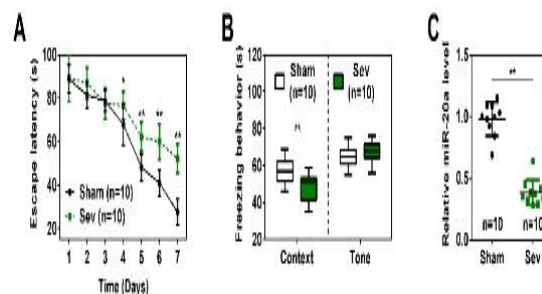 A
Escape latency (s)
100
80
60
40
20
Sham (n=10)
Sev (n=10)
1 2 3 4 5 6 7
Time (Days)
B
Freezing behavior (s)
120
100
80
60
40
20
Sham
(n=10)
Sev
(n=10)
**
Context
Tone
C
Relative miR-20a level
1.5
1.0
0.5
0.0
**
n=10
n=10
Sham
Sev